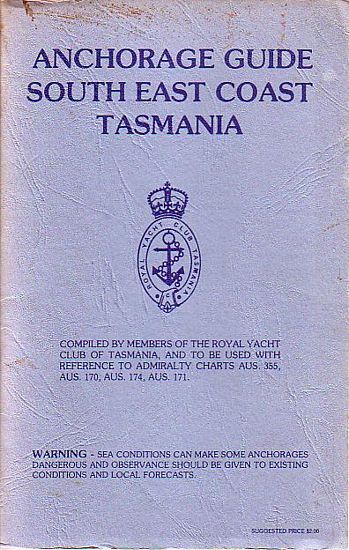 ANCHORAGE GUIDE
SOUTH EAST COAST
TASMANIA
ROYAL YACHT CLUB TASMANIA
COMPILED BY MEMBERS OF THE ROYAL YACHT
CLUB OF TASMANIA, AND TO BE USED WITH
REFERENCE TO ADMIRALTY CHARTS AUS. 355,
AUS. 170, AUS. 174, AUS. 171.
WARNING - SEA CONDITIONS CAN MAKE SOME ANCHORAGES
DANGEROUS AND OBSERVANCE SHOULD BE GIVEN TO EXISTING
CONDITIONS AND LOCAL FORECASTS.
SUGGESTED PRICE